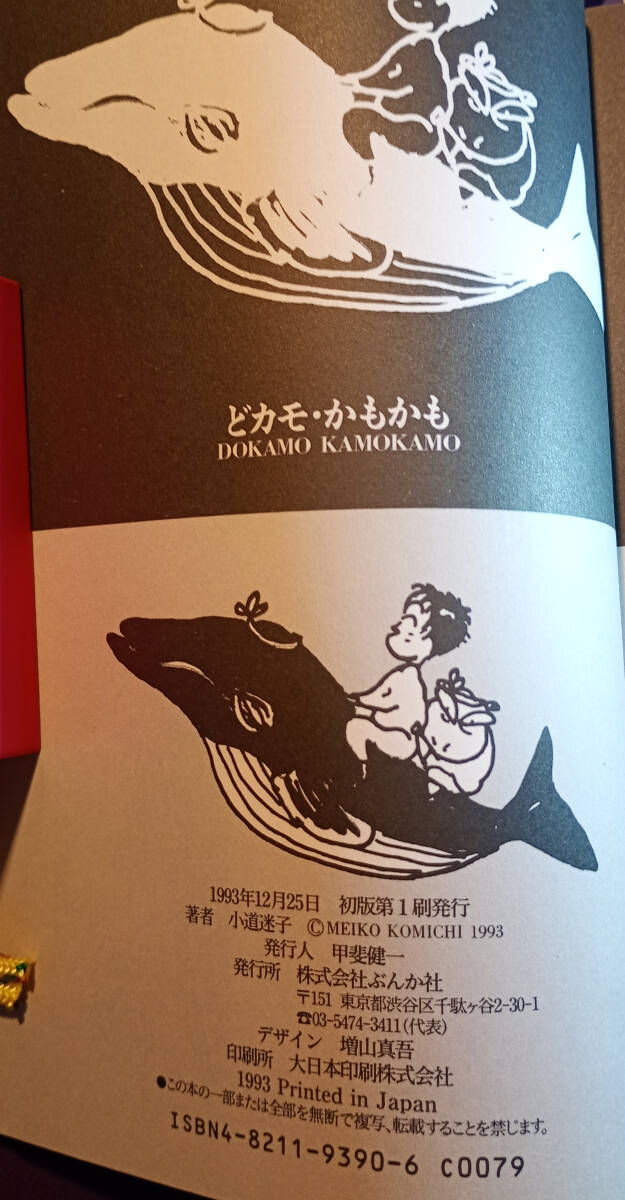 どカモ・かもかも
DOKAMO KAMOKAMO
1993年12月25日 初版第1刷発行
著者 小道迷子 ©MEIKO KOMICHI 1993
発行人 甲斐健一
発行所 株式会社ぶんか社
〒151 東京都渋谷区千駄ヶ谷2-30-1
☎03-5474-3411(代表)
デザイン 増山真吾
印刷所 大日本印刷株式会社
1993 Printed in Japan
●この本の一部または全部を無断で複写、転載することを禁じます。
ISBN4-8211-9390-6 C0079